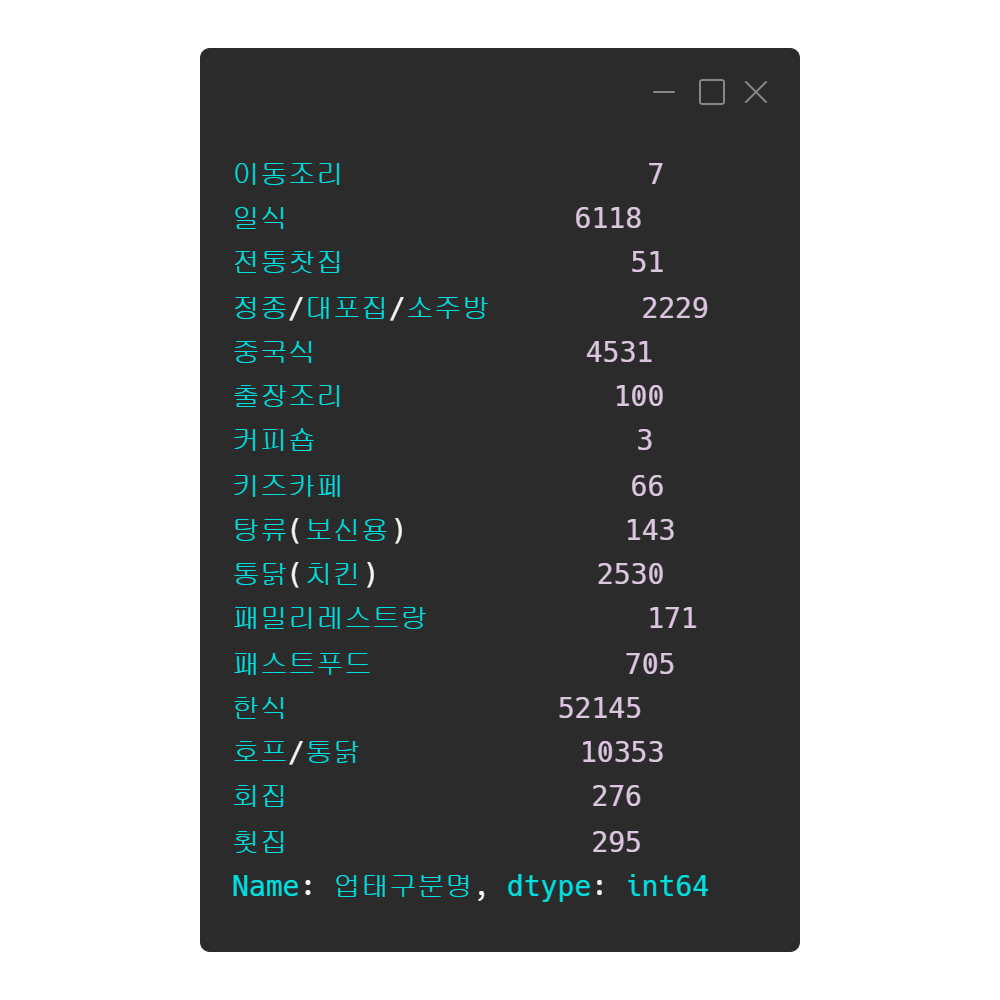 이동조리 7
일식 6118
전통찻집 51
정종/대포집/소주방 2229
중국식 4531
출장조리 100
커피숍 3
키즈카페 66
탕류(보신용) 143
통닭(치킨) 2530
패밀리레스트랑 171
패스트푸드 705
한식 52145
호프/통닭 10353
회집 276
횟집 295
Name: 업태구분명, dtype: int64